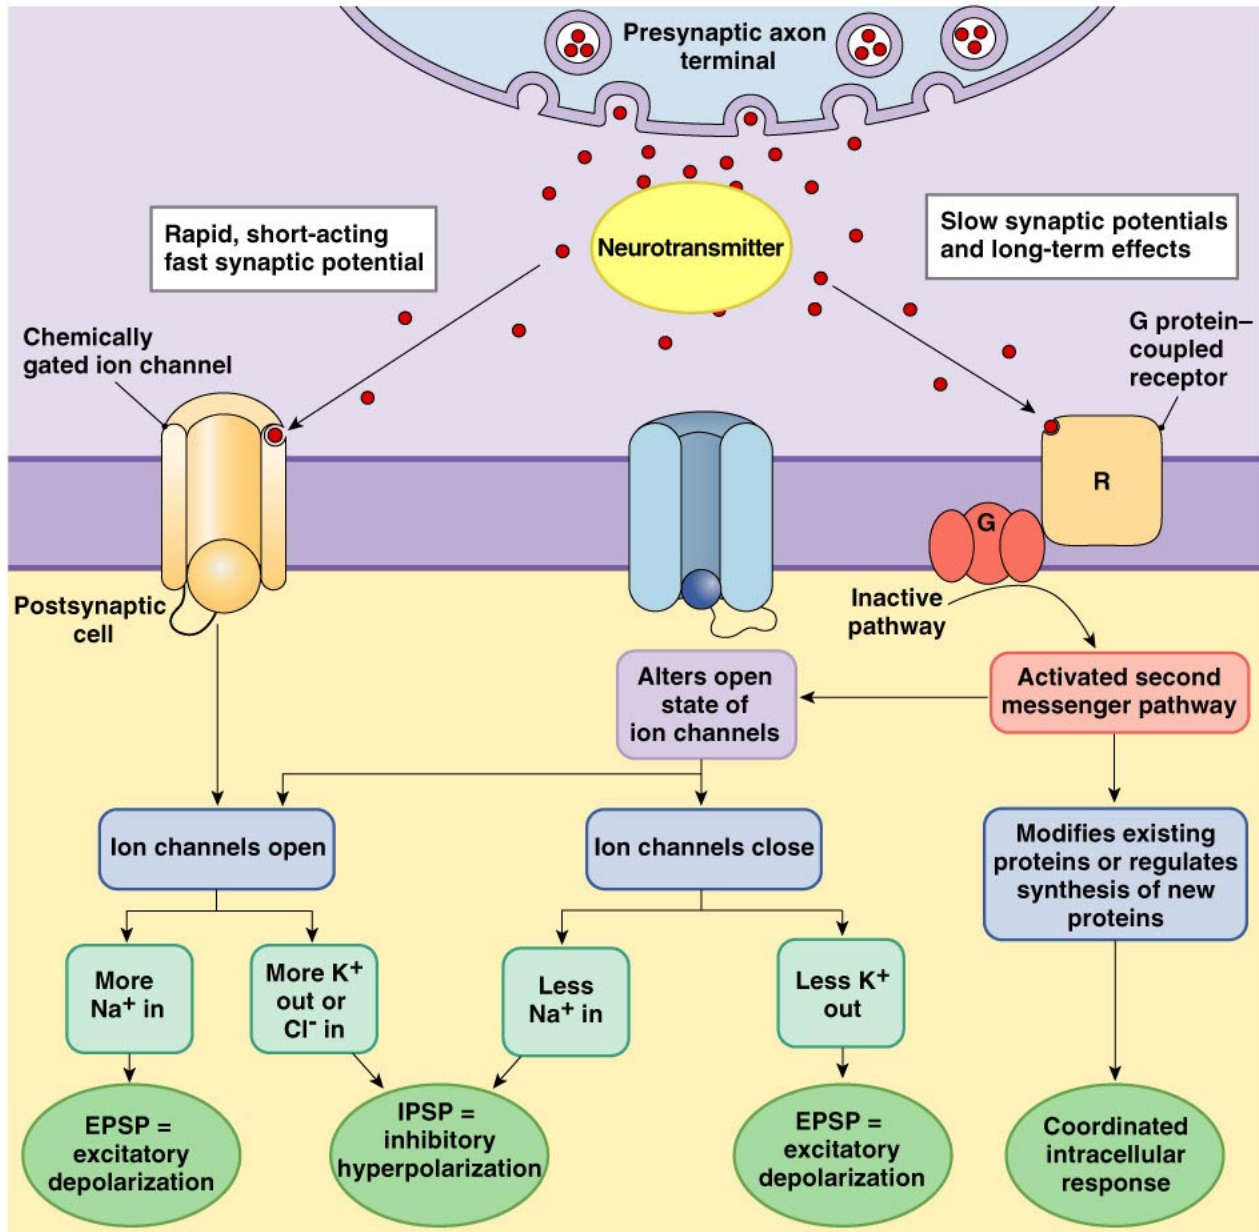 Presynaptic axon
terminal
Rapid, short-acting
fast synaptic potential
Neurotransmitter
Slow synaptic potentials
and long-term effects
Chemically
gated ion channel
G protein–
coupled
receptor
R
G
Postsynaptic
cell
Inactive
pathway
Alters open
state of
ion channels
Activated second
messenger pathway
Ion channels open
Ion channels close
Modifies existing
proteins or regulates
synthesis of new
proteins
More
Na⁺ in
More K⁺
out or
Cl⁻ in
Less
Na⁺ in
Less K⁺
out
EPSP =
excitatory
depolarization
IPSP =
inhibitory
hyperpolarization
EPSP =
excitatory
depolarization
Coordinated
intracellular
response